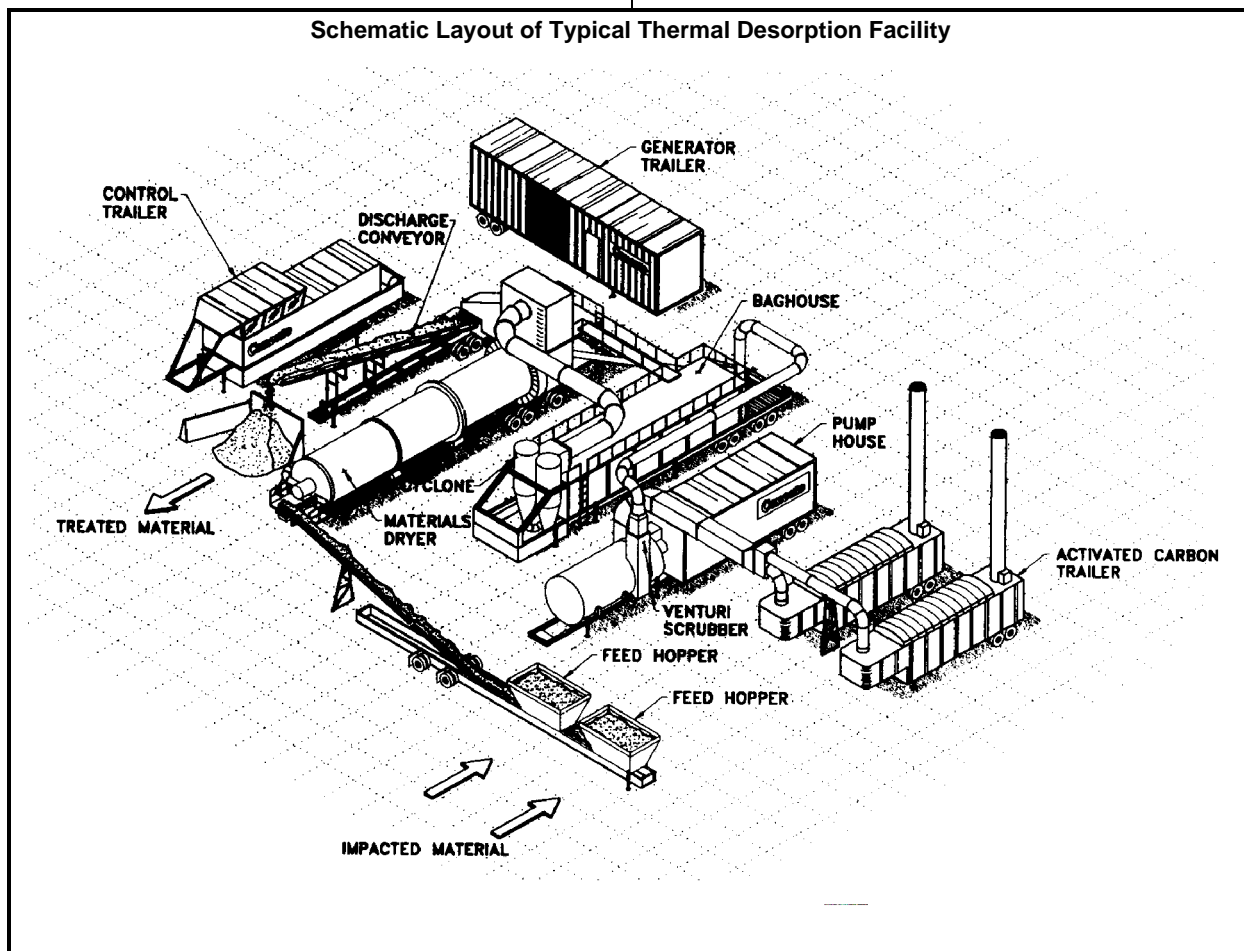 Schematic Layout of Typical Thermal Desorption Facility
GENERATOR
TRAILER
CONTROL
TRAILER
DISCHARGE
CONVEYOR
BAGHOUSE
PUMP
HOUSE
CYCLONE
MATERIALS
DRYER
TREATED MATERIAL
ACTIVATED CARBON
TRAILER
VENTURI
SCRUBBER
FEED HOPPER
FEED HOPPER
IMPACTED MATERIAL